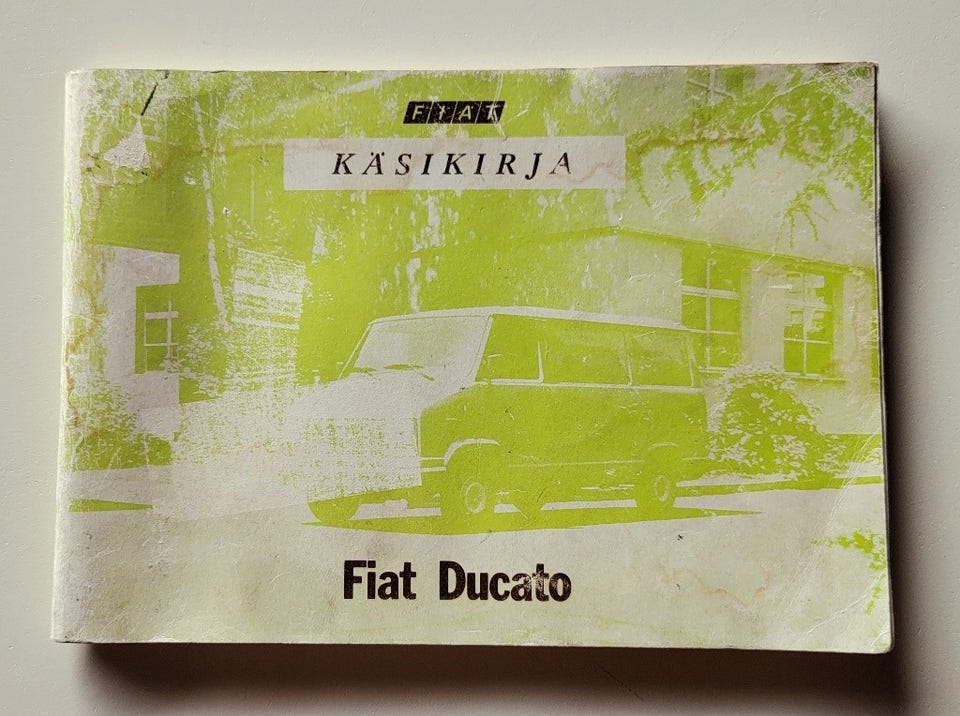 FIAT
KÄSIKIRJA
Fiat Ducato